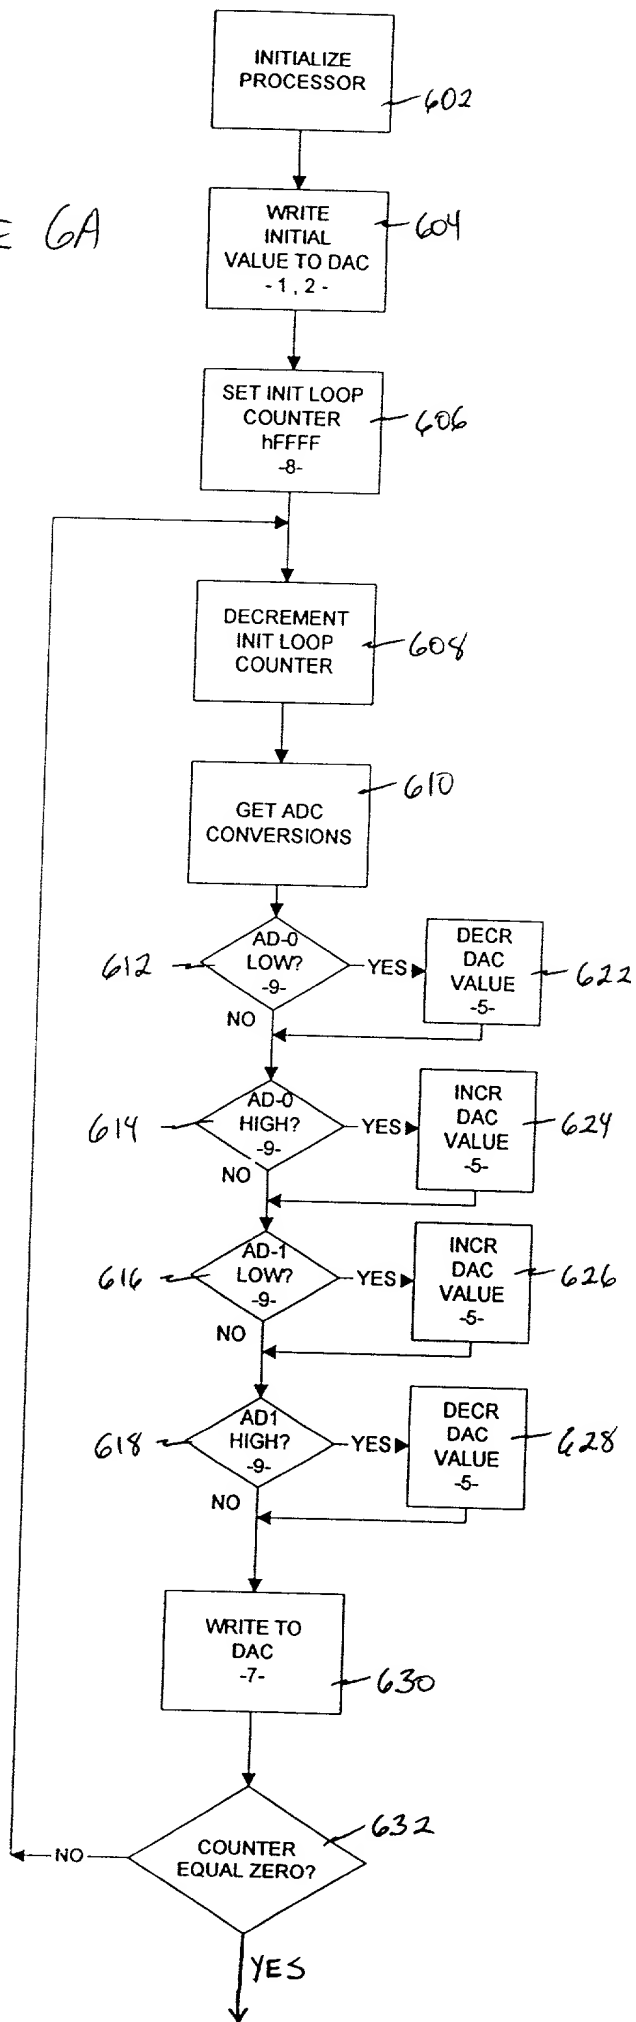 INITIALIZE
PROCESSOR
602
6A
WRITE
INITIAL
VALUE TO DAC
- 1 , 2 -
604
SET INIT LOOP
COUNTER
hFFFF
-8-
606
DECREMENT
INIT LOOP
COUNTER
608
GET ADC
CONVERSIONS
610
AD-0
LOW?
-9-
612
YES
DECR
DAC
VALUE
-5-
622
NO
AD-0
HIGH?
-9-
614
YES
INCR
DAC
VALUE
-5-
624
NO
AD-1
LOW?
-9-
616
YES
INCR
DAC
VALUE
-5-
626
NO
AD1
HIGH?
-9-
618
YES
DECR
DAC
VALUE
-5-
628
NO
WRITE TO
DAC
-7-
630
COUNTER
EQUAL ZERO?
632
NO
YES